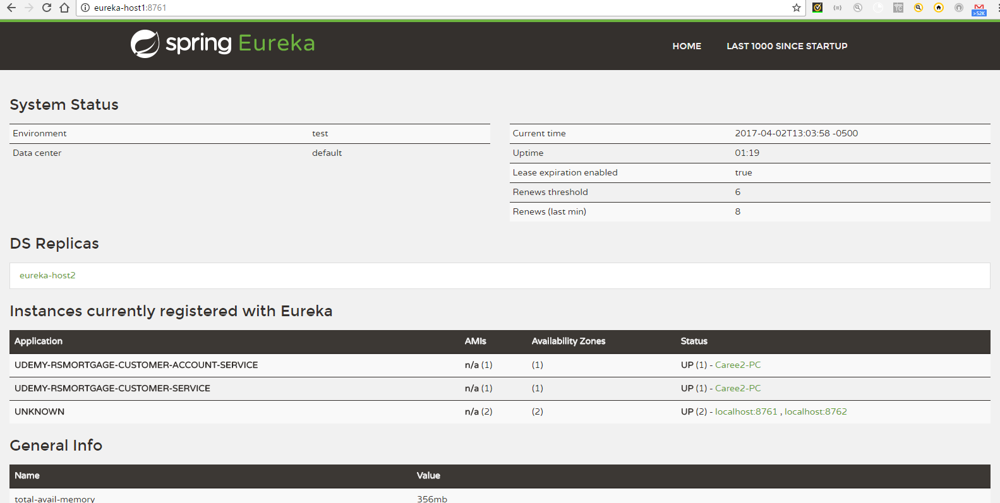 eureka-host1:8761
TC
>52K
spring Eureka
HOME LAST 1000 SINCE STARTUP
System Status
Environment test
Data center default
Current time 2017-04-02T13:03:58 -0500
Uptime 01:19
Lease expiration enabled true
Renews threshold 6
Renews (last min) 8
DS Replicas
eureka-host2
Instances currently registered with Eureka
Application AMIs Availability Zones Status
UDEMY-RSMORTGAGE-CUSTOMER-ACCOUNT-SERVICE n/a (1) (1) UP (1) - Caree2-PC
UDEMY-RSMORTGAGE-CUSTOMER-SERVICE n/a (1) (1) UP (1) - Caree2-PC
UNKNOWN n/a (2) (2) UP (2) - localhost:8761 , localhost:8762
General Info
Name Value
total-avail-memory 356mb